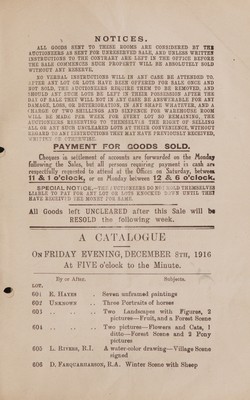 NOTICES.
ALL GOODS SENT TO THESE ROOMS ARE CONSIDERED BY THE
AUCTIONEERS AS SENT FOR UNRESERVED SALE, AND UNLESS WRITTEN
INSTRUCTIONS TO THE CONTRARY ARE LEFT IN THE OFFICE BEFORE
THE SALE COMMENCES SUCH PROPERTY WILL BE ABSOLUTELY SOLD
WITHOUT ANY RESERVE.
NO VERBAL INSTRUCTIONS WILL IN ANY CASE BE ATTENDED TO.
AFTER ANY LOT OR LOTS HAVE BEEN OFFERED FOR SALE ONCE AND
NOT SOLD, THE AUCTIONEERS REQUIRE THEM TO BE REMOVED, AND
SHOULD ANY SUCH LOTS BE LEFT IN THEIR POSSESSION AFTER THE
DAY OF SALE THEY WILL NOT IN ANY CASE BE ANSWERABLE FOR ANY
DAMAGE, LOSS, OR DETERIORATION, IN ANY SHAPE WHATEVER, AND A
CHARGE OF TWO SHILLINGS AND SIXPENCE FOR WAREHOUSE ROOM
WILL BE MADE PER WEEK FOR EVERY LOT SO REMAINING, THE
AUCTIONEERS RESERVING TO THEMSELVES THE RIGHT OF SELLING
ALL OR ANY SUCH UNCLEARED LOTS AT THEIR CONVENIENCE, WITHOUT
REGARD TO ANY INSTRUCTIONS THEY MAY HAVE PREVIOUSLY RECEIVED,
WRITTEN OR OTHERWISE.
PAYMENT FOR GOODS SOLD.
Cheques in settlement of accounts are forwarded on the Monday
following the Sales, but all persons requiring payment in cash are
respectfully requested to attend at the Offices on Saturday, between
11 & 1 o'clock, or on Monday between 12 & 6 o'clock.
SPECIAL NOTICE.—THE AUCTIONEERS DO NOT HOLD THEMSELVES
LIABLE TO PAY FOR ANY LOT OR LOTS KNOCKED DOWN UNTIL THEY
HAVE RECEIVED THE MONEY FOR SAME.
All Goods left UNCLEARED after this Sale will be
RESOLD the following week.
A CATALOGUE
ON FRIDAY EVENING, DECEMBER 8TH, 1916
At FIVE o'clock to the Minute.
By or After. Subjects.
LOT.
601 E. HAYES .. Seven unframed paintings
602 UNKNOWN .. Three Portraits of horses
603 .. .. Two Landscapes with Figures, 2
pictures—Fruit, and a Forest Scene
604 .. .. Two pictures—Flowers and Cats, 1
ditto—Forest Scene and 2 Pony
pictures
605 L. RIVERS, R.I. A water-color drawing—Village Scene
signed
606 D. FARQUAHARSON, R.A. Winter Scene with Sheep